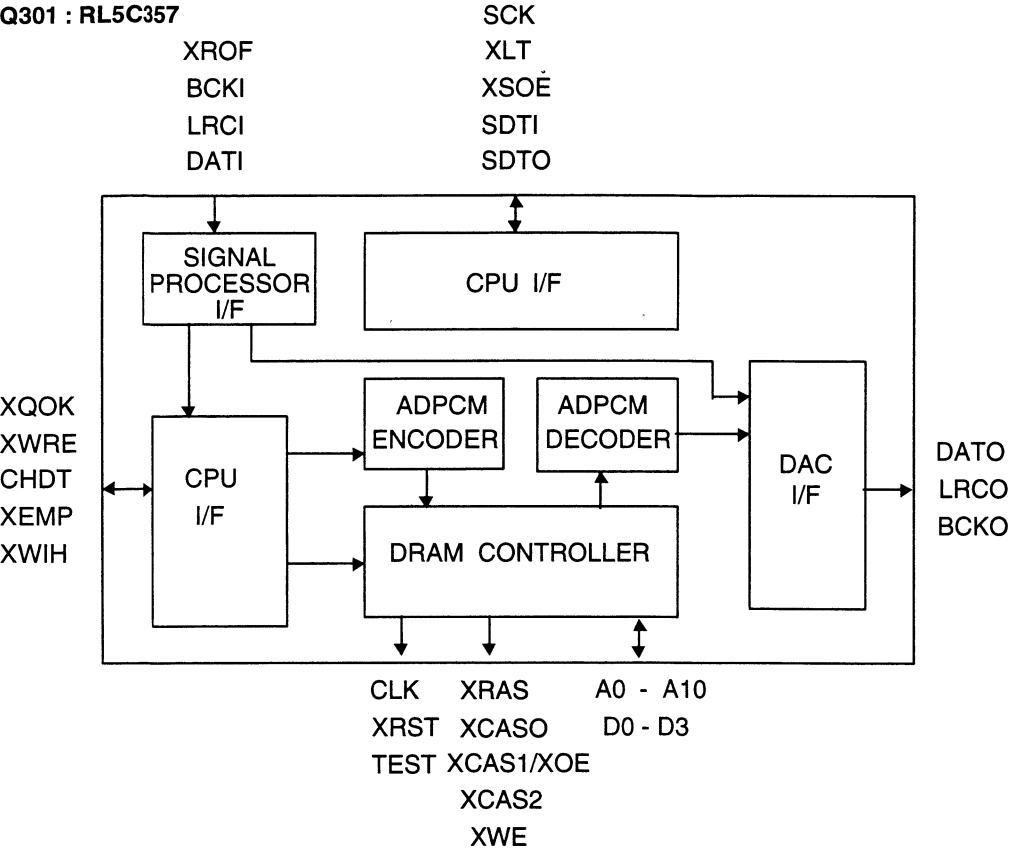 Q301 : RL5C357
XROF
BCKI
LRCI
DATI
SCK
XLT
XSOE
SDTI
SDTO
SIGNAL
PROCESSOR
I/F
CPU I/F
XQOK
XWRE
CHDT
XEMP
XWIH
CPU
I/F
ADPCM
ENCODER
ADPCM
DECODER
DRAM CONTROLLER
DAC
I/F
DATO
LRCO
BCKO
CLK
XRST
TEST
XRAS
XCASO
XCAS1/XOE
XCAS2
XWE
A0 - A10
D0 - D3